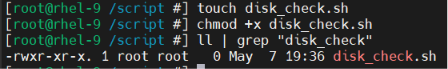 [root@rhel-9 /script #] touch disk_check.sh
[root@rhel-9 /script #] chmod +x disk_check.sh
[root@rhel-9 /script #] ll | grep "disk_check"
-rwxr-xr-x. 1 root root   0 May  7 19:36 disk_check.sh